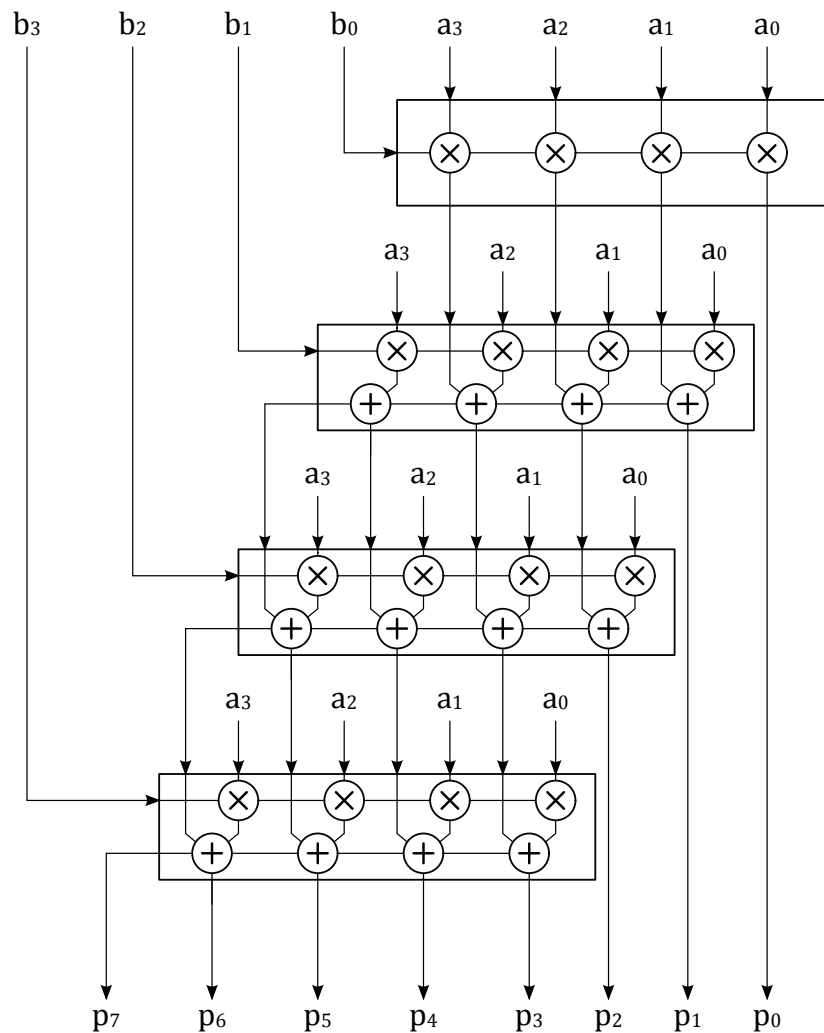 b₃ b₂ b₁ b₀ a₃ a₂ a₁ a₀
a₃ a₂ a₁ a₀
a₃ a₂ a₁ a₀
a₃ a₂ a₁ a₀
p₇ p₆ p₅ p₄ p₃ p₂ p₁ p₀